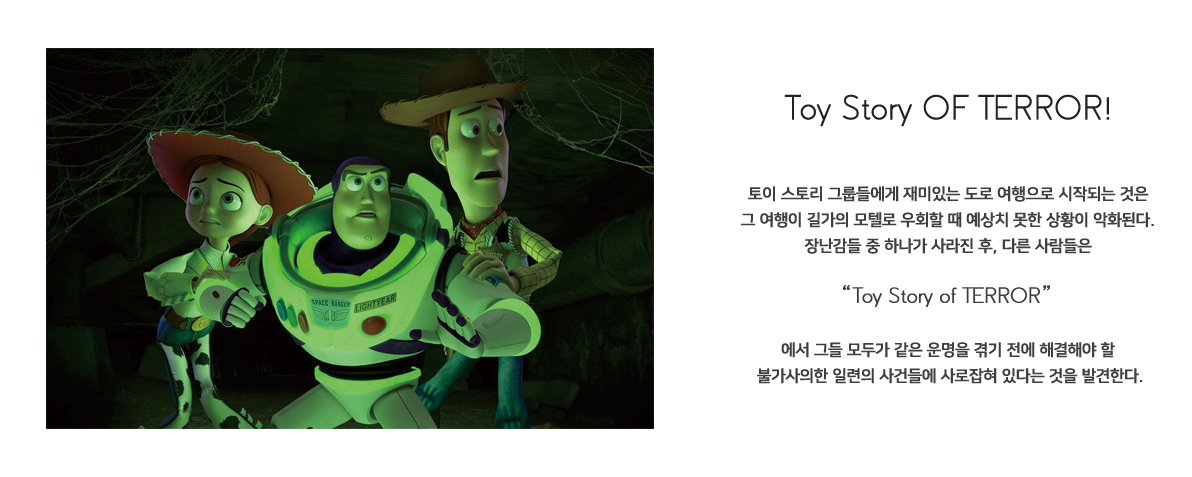 Toy Story OF TERROR!
토이 스토리 그룹들에게 재미있는 도로 여행으로 시작되는 것은
그 여행이 길가의 모텔로 우회할 때 예상치 못한 상황이 악화된다.
장난감들 중 하나가 사라진 후, 다른 사람들은
“Toy Story of TERROR”
에서 그들 모두가 같은 운명을 겪기 전에 해결해야 할
불가사의한 일련의 사건들에 사로잡혀 있다는 것을 발견한다.
SPACE RANGER
LIGHTYEAR